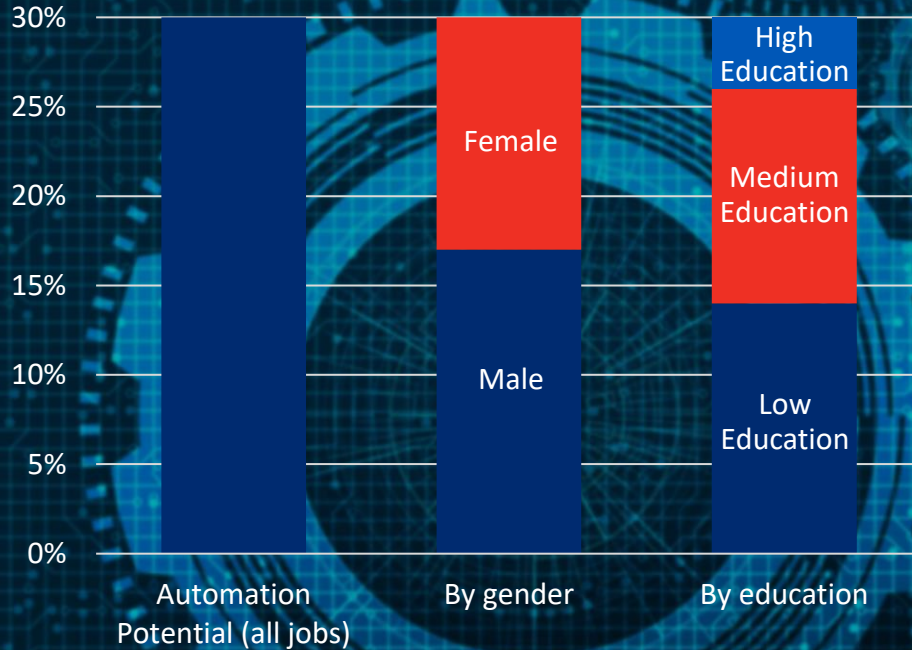 30%
25%
20%
15%
10%
5%
0%
Female
Male
High
Education
Medium
Education
Low
Education
Automation
Potential (all jobs)
By gender
By education